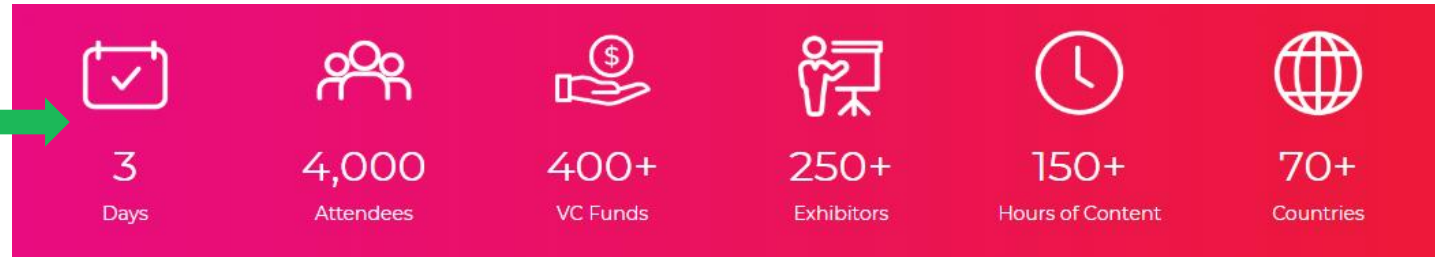 3 4,000 400+ 250+ 150+ 70+
Days Attendees VC Funds Exhibitors Hours of Content Countries